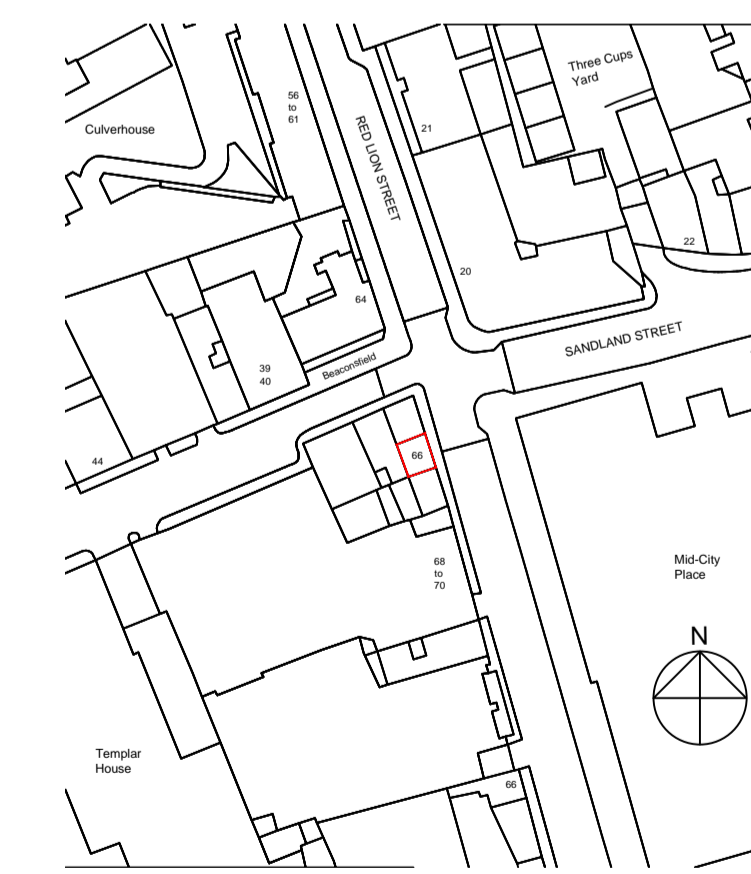 Three Cups
Yard
Culverhouse
56
to
61
21
RED LION STREET
22
20
64
SANDLAND STREET
39
40
Beaconsfield
44
66
68
to
70
Mid-City
Place
N
Templar
House
66